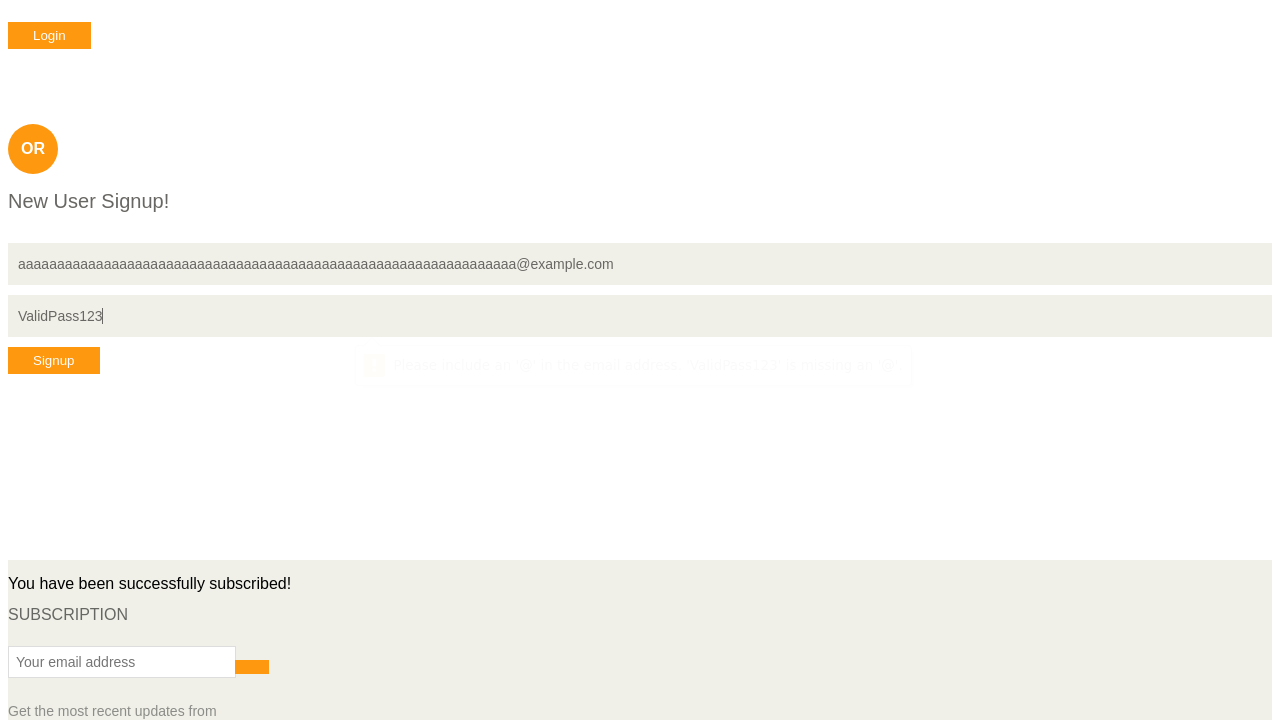 Login
OR
New User Signup!
aaaaaaaaaaaaaaaaaaaaaaaaaaaaaaaaaaaaaaaaaaaaaaaaaaaaaaaaaaaaaaaa@example.com
ValidPass123
Signup
Please include an '@' in the email address. 'ValidPass123' is missing an '@'.
You have been successfully subscribed!
SUBSCRIPTION
Your email address
Get the most recent updates from